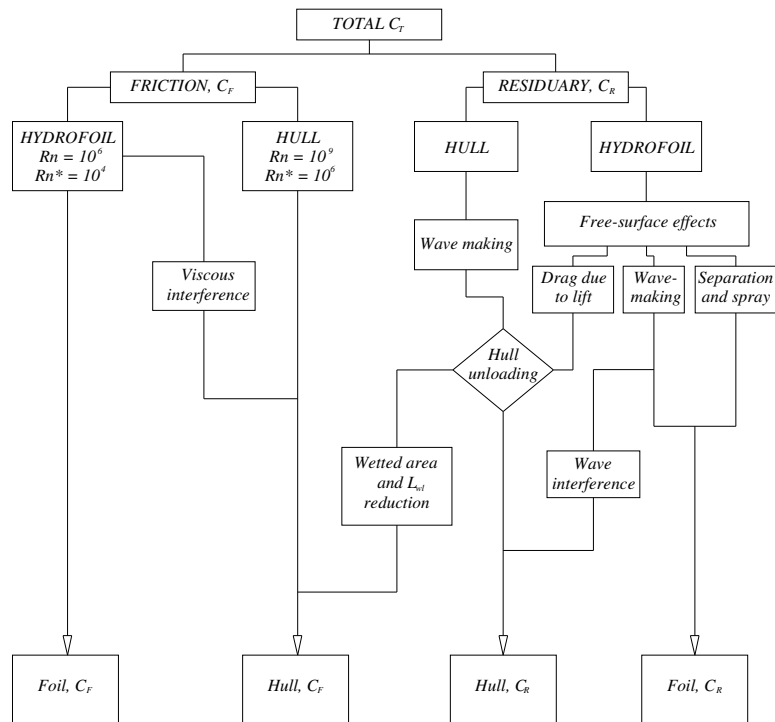 TOTAL C_T
FRICTION, C_F
RESIDUARY, C_R
HYDROFOIL
Rn = 10^6
Rn* = 10^4
HULL
Rn = 10^9
Rn* = 10^6
HULL
HYDROFOIL
Wave making
Free-surface effects
Viscous
interference
Drag due
to lift
Wave-
making
Separation
and spray
Hull
unloading
Wetted area
and L_wl
reduction
Wave
interference
Foil, C_F
Hull, C_F
Hull, C_R
Foil, C_R